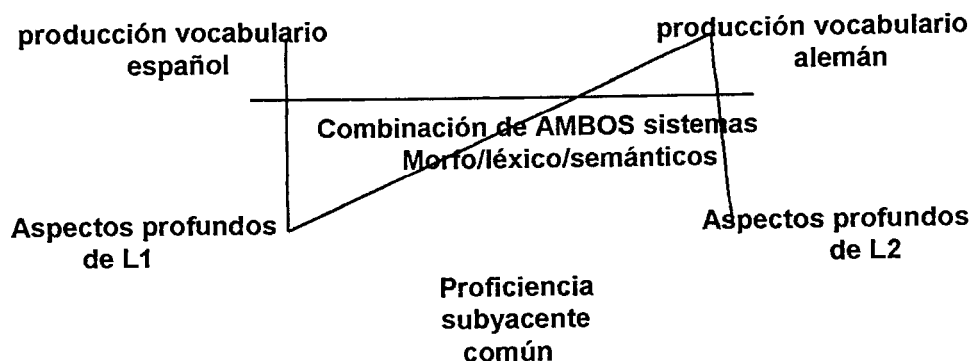 producción vocabulario
español
producción vocabulario
alemán
Combinación de AMBOS sistemas
Morfo/léxico/semánticos
Aspectos profundos
de L1
Aspectos profundos
de L2
Proficiencia
subyacente
común